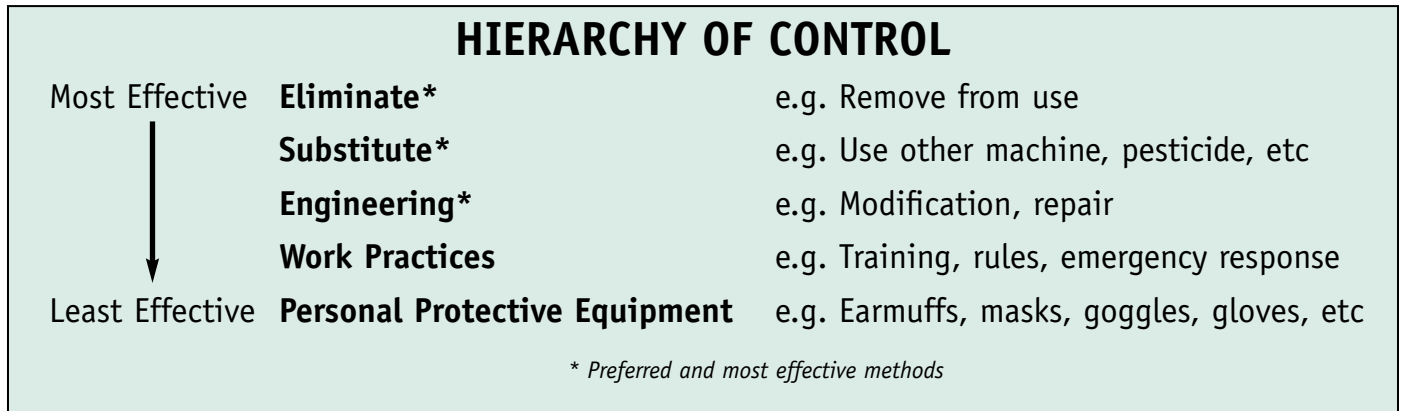 HIERARCHY OF CONTROL
Most Effective Eliminate* e.g. Remove from use
Substitute* e.g. Use other machine, pesticide, etc
Engineering* e.g. Modification, repair
Work Practices e.g. Training, rules, emergency response
Least Effective Personal Protective Equipment e.g. Earmuffs, masks, goggles, gloves, etc
* Preferred and most effective methods